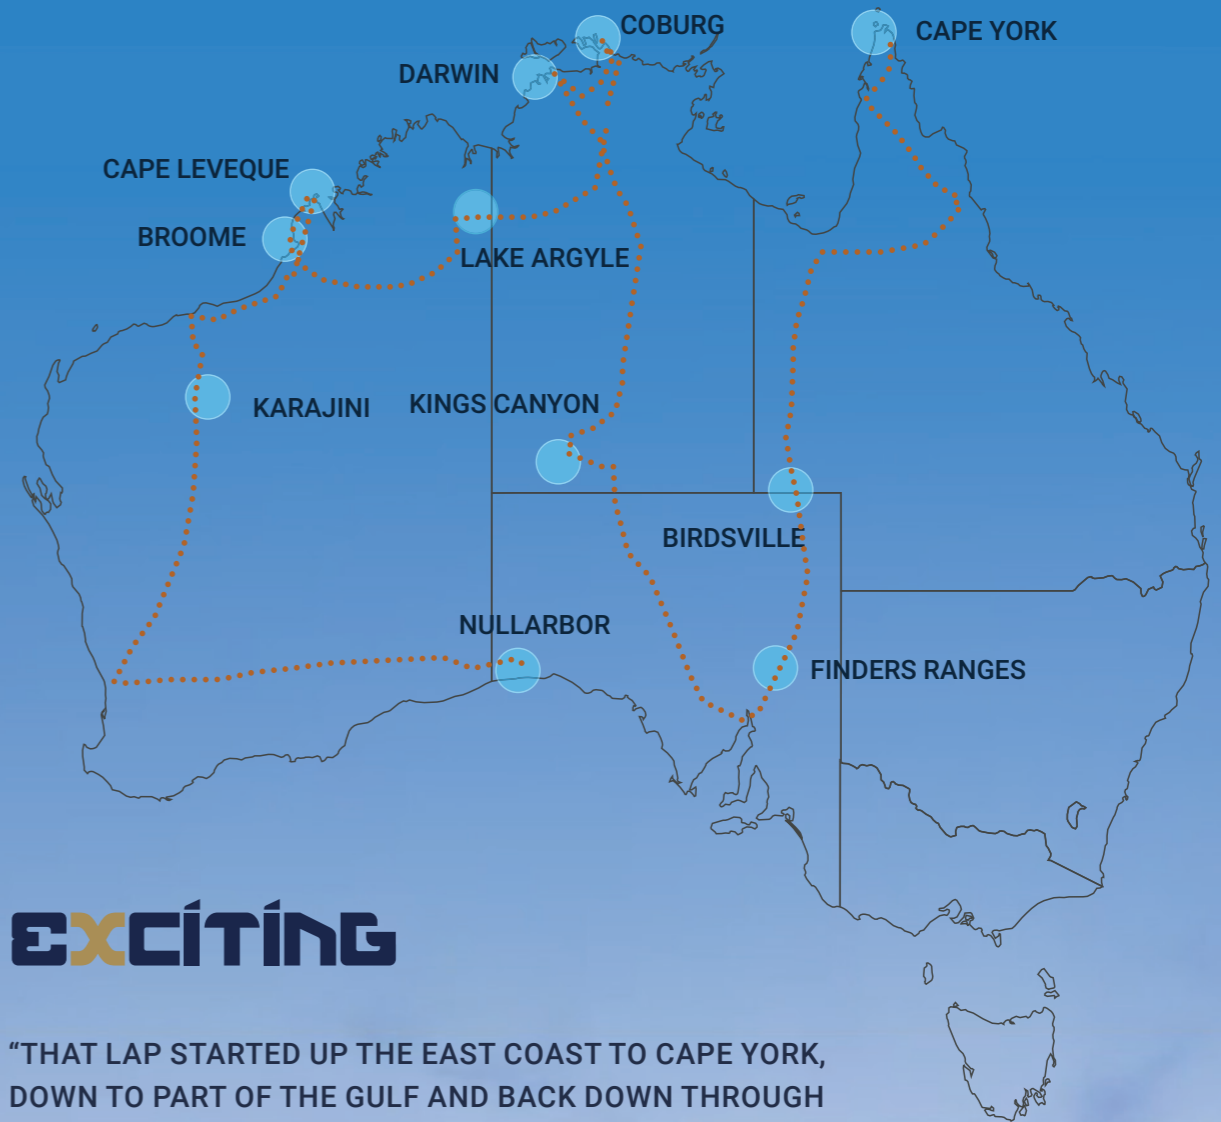 COBURG
CAPE YORK
DARWIN
CAPE LEVEQUE
BROOME
LAKE ARGYLE
KARAJINI
KINGS CANYON
BIRDSVILLE
NULLARBOR
FINDERS RANGES
EXCITING
“THAT LAP STARTED UP THE EAST COAST TO CAPE YORK,
DOWN TO PART OF THE GULF AND BACK DOWN THROUGH